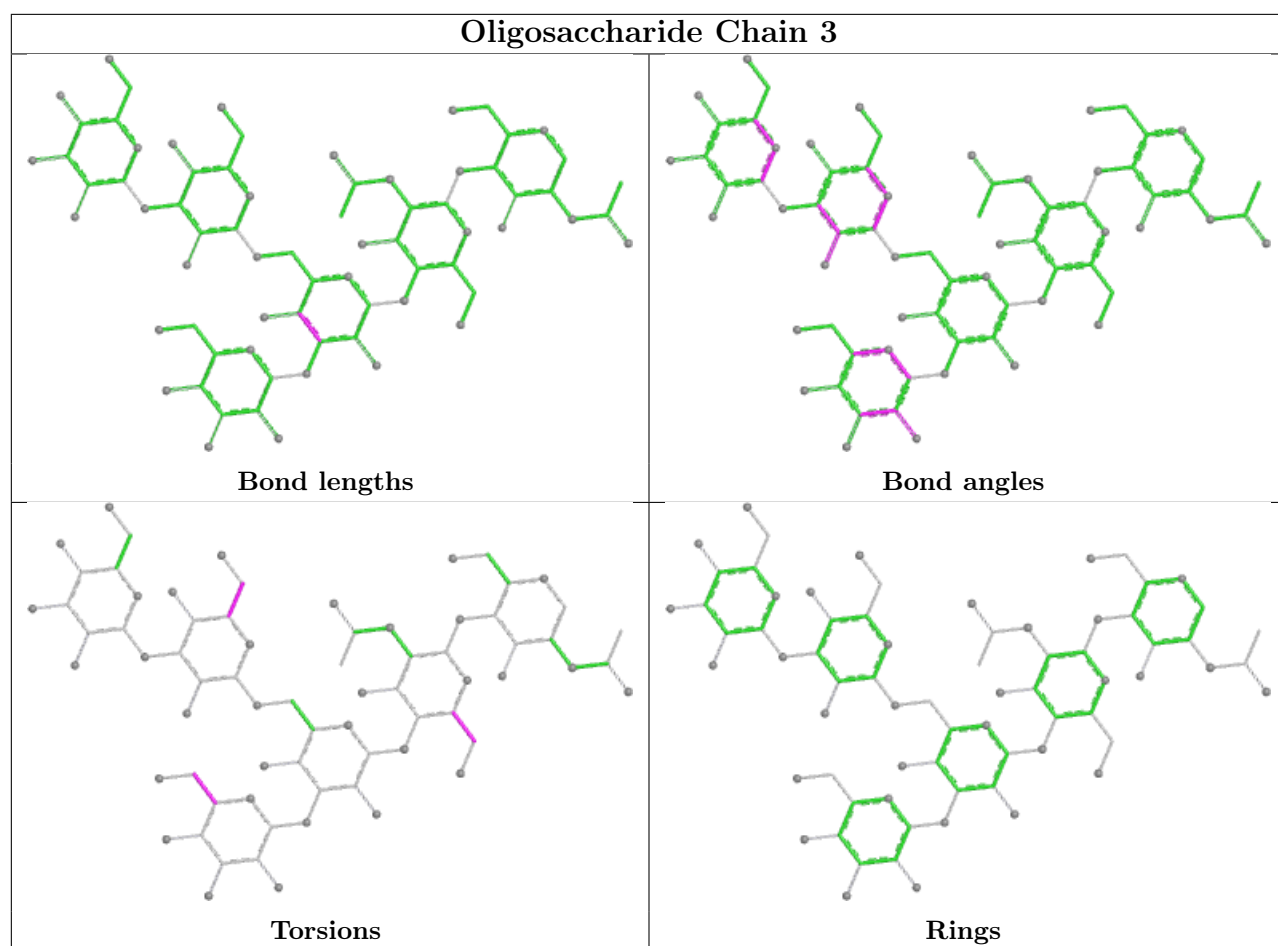 Oligosaccharide Chain 3
Bond lengths
Bond angles
Torsions
Rings